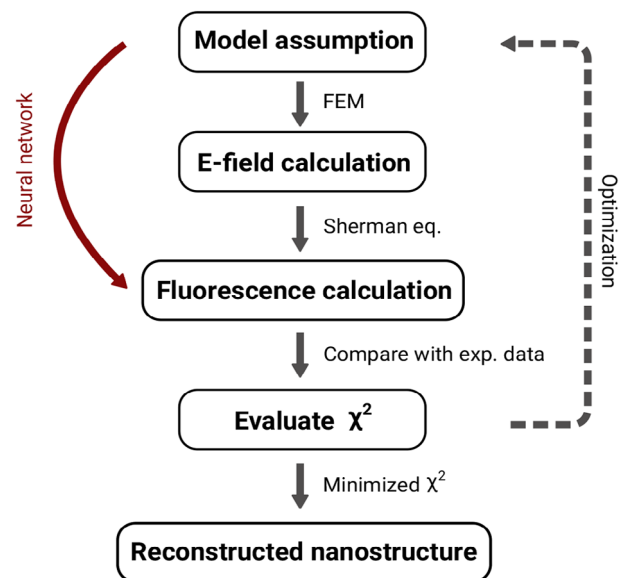 Model assumption
FEM
E-field calculation
Sherman eq.
Fluorescence calculation
Compare with exp. data
Evaluate χ²
Minimized χ²
Reconstructed nanostructure
Neural network
Optimization